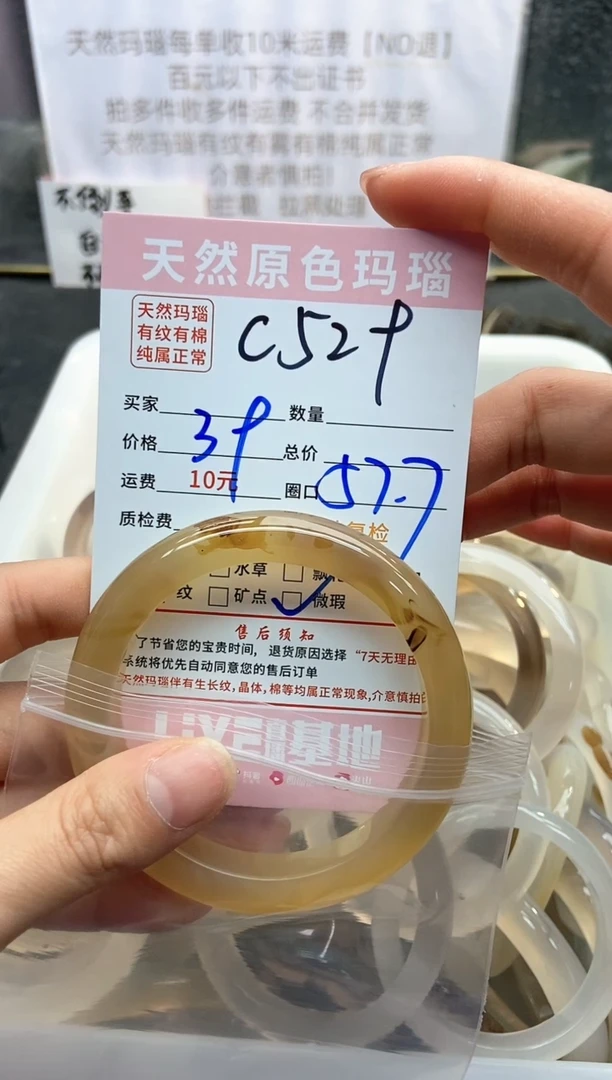 天然玛瑙每单收10米运费【NO退】
百元以下不出证书
拍多件收多件运费 不合并发货
天然玛瑙有纹有雾有棉纯属正常
介意者慎拍!
天然原色玛瑙
天然玛瑙
有纹有棉
纯属正常
C529
买家 数量
价格 39 总价
运费 10元 圈口 57.7
质检费 复检
水草
纹 矿点 微瑕
售后须知
了节省您的宝贵时间，退货原因选择“7天无理由
系统将优先自动同意您的售后订单
天然玛瑙伴有生长纹,晶体,棉等均属正常现象,介意慎拍
基地